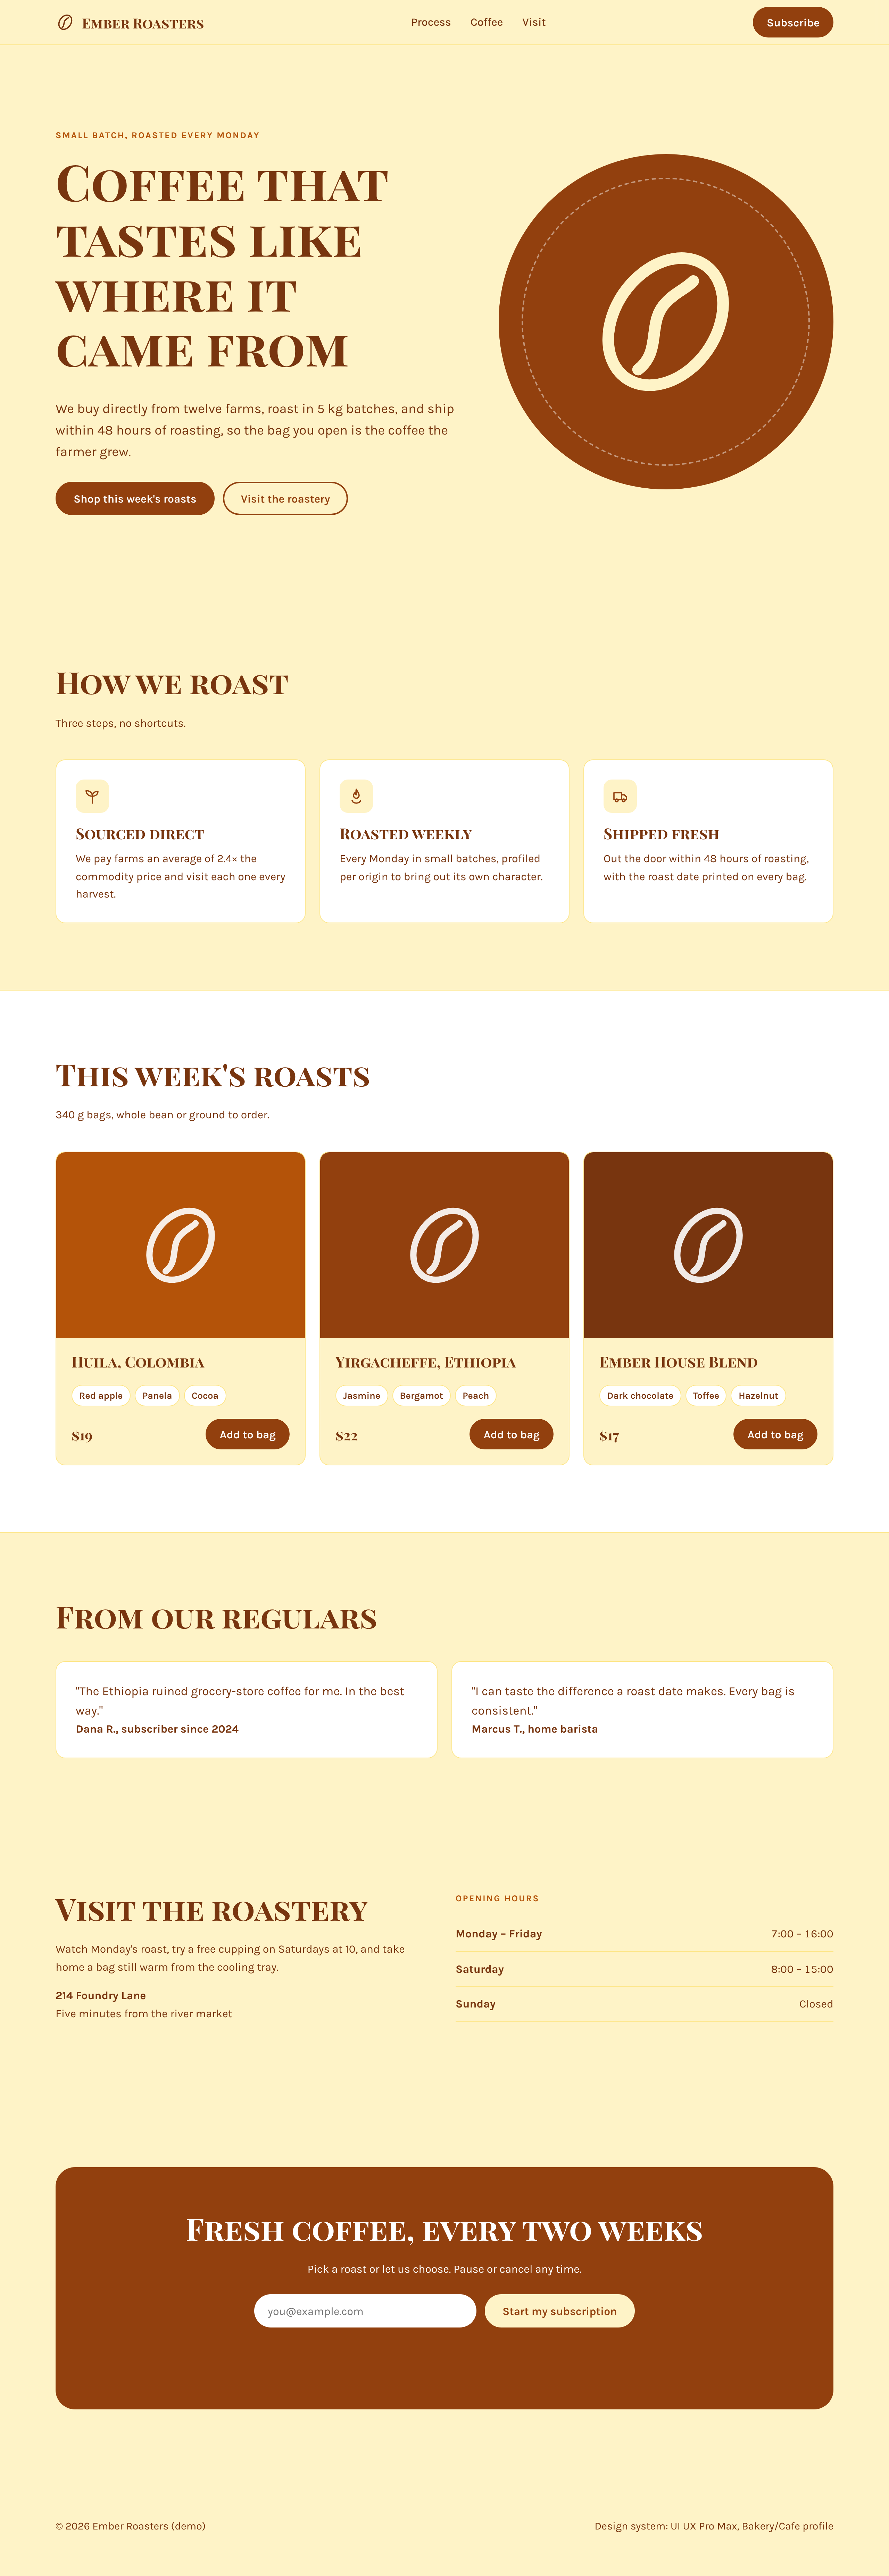 Ember Roasters
Process Coffee Visit
Subscribe
SMALL BATCH, ROASTED EVERY MONDAY
Coffee that
tastes like
where it
came from
We buy directly from twelve farms, roast in 5 kg batches, and ship
within 48 hours of roasting, so the bag you open is the coffee the
farmer grew.
Shop this week's roasts
Visit the roastery
How we roast
Three steps, no shortcuts.
Sourced direct
We pay farms an average of 2.4× the
commodity price and visit each one every
harvest.
Roasted weekly
Every Monday in small batches, profiled
per origin to bring out its own character.
Shipped fresh
Out the door within 48 hours of roasting,
with the roast date printed on every bag.
This week's roasts
340 g bags, whole bean or ground to order.
Huila, Colombia
Red apple Panela Cocoa
$19 Add to bag
Yirgacheffe, Ethiopia
Jasmine Bergamot Peach
$22 Add to bag
Ember House Blend
Dark chocolate Toffee Hazelnut
$17 Add to bag
From our regulars
"The Ethiopia ruined grocery-store coffee for me. In the best
way."
Dana R., subscriber since 2024
"I can taste the difference a roast date makes. Every bag is
consistent."
Marcus T., home barista
Visit the roastery
Watch Monday's roast, try a free cupping on Saturdays at 10, and take
home a bag still warm from the cooling tray.
214 Foundry Lane
Five minutes from the river market
OPENING HOURS
Monday – Friday 7:00 – 16:00
Saturday 8:00 – 15:00
Sunday Closed
Fresh coffee, every two weeks
Pick a roast or let us choose. Pause or cancel any time.
you@example.com
Start my subscription
© 2026 Ember Roasters (demo)
Design system: UI UX Pro Max, Bakery/Cafe profile